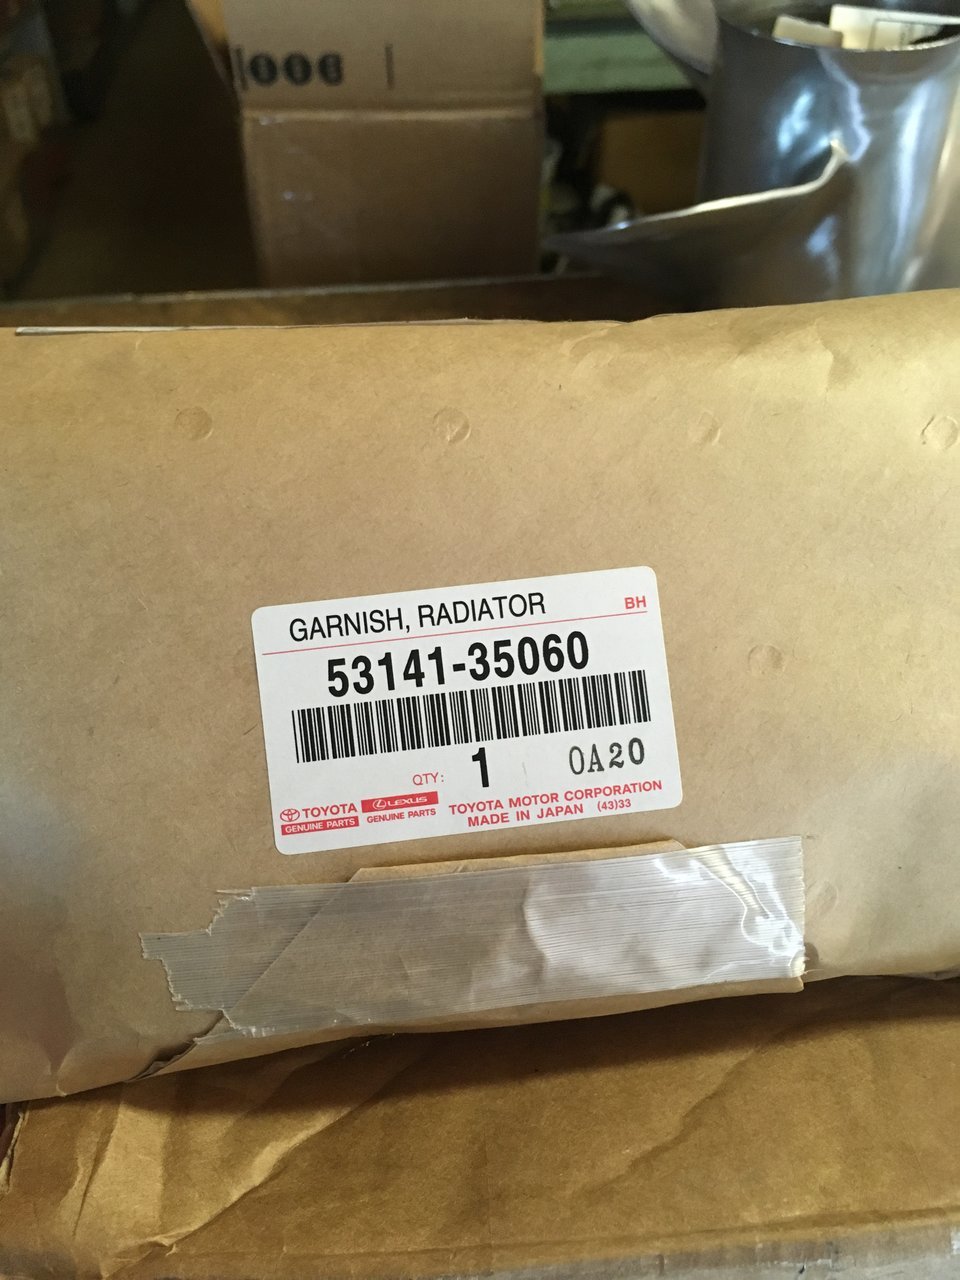 GARNISH, RADIATOR BH
53141-35060
QTY: 1 0A20
TOYOTA LEXUS TOYOTA MOTOR CORPORATION
GENUINE PARTS GENUINE PARTS MADE IN JAPAN (43)33